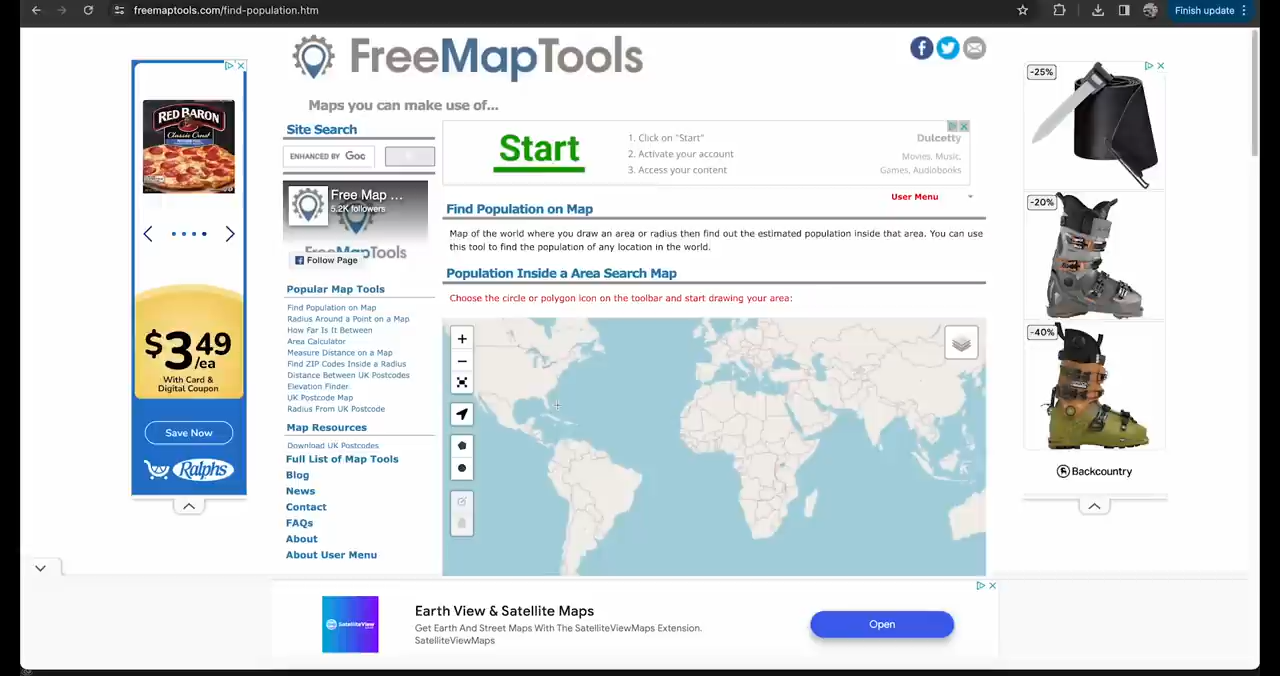 freemaptools.com/find-population.htm
Finish update
FreeMapTools
Maps you can make use of...
RED BARON
Classic Crust
$3.49
/ea
With Card &
Digital Coupon
Save Now
Ralphs
Site Search
ENHANCED BY Goo
Free Map ...
5.2K followers
FreeMapTools
Follow Page
Popular Map Tools
Find Population on Map
Radius Around a Point on a Map
How Far Is It Between
Area Calculator
Measure Distance on a Map
Find ZIP Codes Inside a Radius
Distance Between UK Postcodes
Elevation Finder
UK Postcode Map
Radius From UK Postcode
Map Resources
Download UK Postcodes
Full List of Map Tools
Blog
News
Contact
FAQs
About
About User Menu
Start
1. Click on "Start"
2. Activate your account
3. Access your content
Dulcetty
Movies, Music,
Games, Audiobooks
User Menu
Find Population on Map
Map of the world where you draw an area or radius then find out the estimated population inside that area. You can use
this tool to find the population of any location in the world.
Population Inside a Area Search Map
Choose the circle or polygon icon on the toolbar and start drawing your area:
-25%
-20%
-40%
Backcountry
SatelliteView
Earth View & Satellite Maps
Get Earth And Street Maps With The SatelliteViewMaps Extension.
SatelliteViewMaps
Open